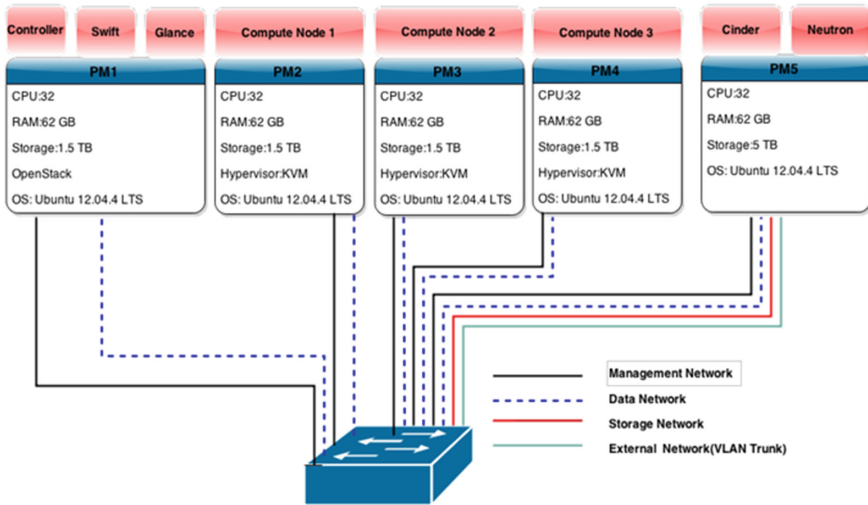 Controller
Swift
Glance
Compute Node 1
Compute Node 2
Compute Node 3
Cinder
Neutron
PM1
CPU:32
RAM:62 GB
Storage:1.5 TB
OpenStack
OS: Ubuntu 12.04.4 LTS
PM2
CPU:32
RAM:62 GB
Storage:1.5 TB
Hypervisor:KVM
OS: Ubuntu 12.04.4 LTS
PM3
CPU:32
RAM:62 GB
Storage:1.5 TB
Hypervisor:KVM
OS: Ubuntu 12.04.4 LTS
PM4
CPU:32
RAM:62 GB
Storage:1.5 TB
Hypervisor:KVM
OS: Ubuntu 12.04.4 LTS
PM5
CPU:32
RAM:62 GB
Storage:5 TB
OS: Ubuntu 12.04.4 LTS
Management Network
Data Network
Storage Network
External Network(VLAN Trunk)